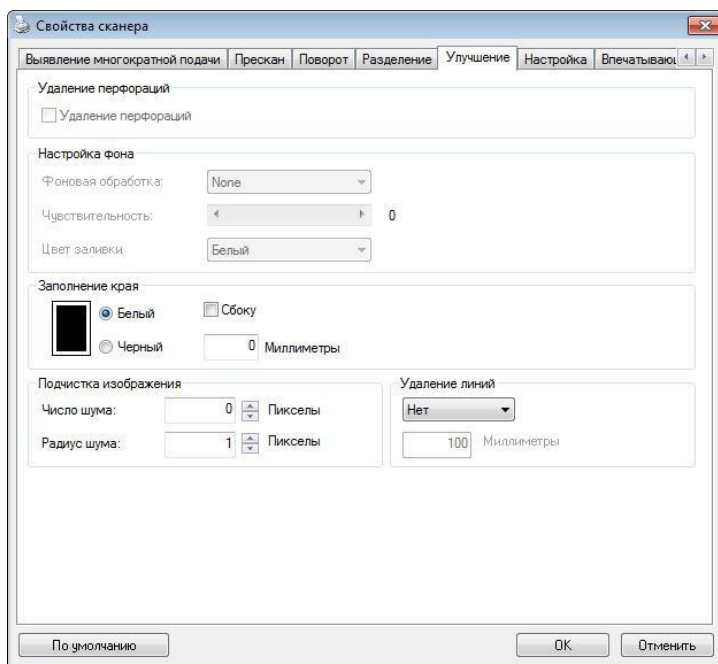 Свойства сканера
Выявление многократной подачи Прескан Поворот Разделение Улучшение Настройка
Удаление перфораций
Удаление перфораций
Настройка фона
Фоновая обработка: None
Чувствительность: 0
Цвет заливки Белый
Заполнение края
Белый Сбоку
Черный 0 Миллиметры
Подчистка изображения Удаление линий
Число шума: 0 Пикселы Нет
Радиус шума: 1 Пикселы 100 Миллиметры
По умолчанию OK Отменить